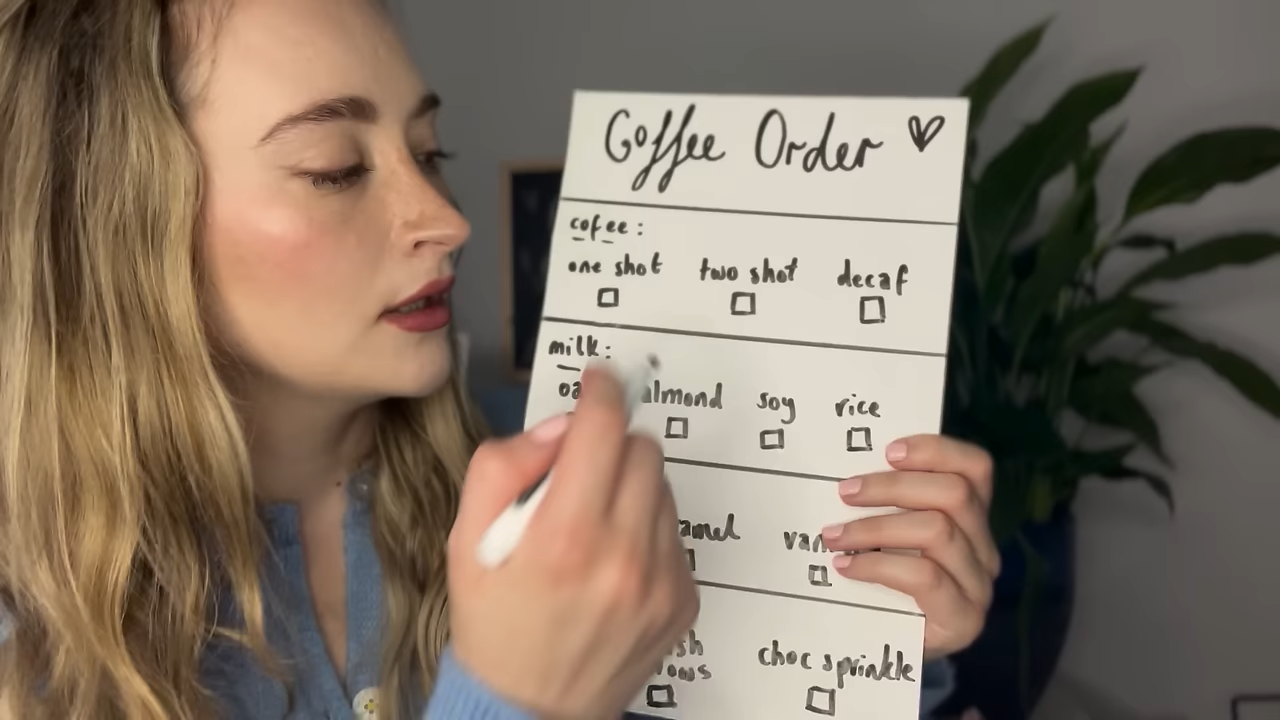 Coffee Order
cofee:
one shot two shot decaf
milk:
almond soy rice
choc sprinkle